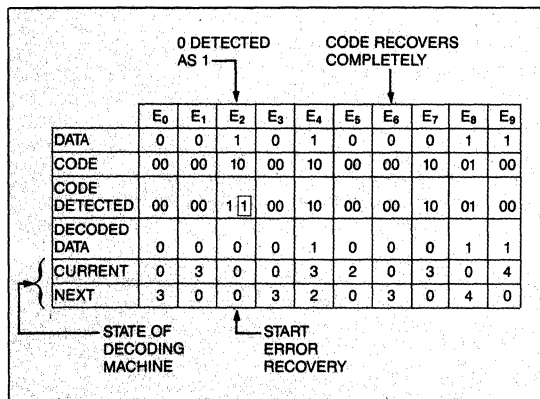 0 DETECTED AS 1
CODE RECOVERS COMPLETELY
E0 E1 E2 E3 E4 E5 E6 E7 E8 E9
DATA 0 0 1 0 1 0 0 0 1 1
CODE 00 00 10 00 10 00 00 10 01 00
CODE DETECTED 00 00 1 1 00 10 00 00 10 01 00
DECODED DATA 0 0 0 0 1 0 0 0 1 1
CURRENT 0 3 0 0 3 2 0 3 0 4
NEXT 3 0 0 3 2 0 3 0 4 0
STATE OF DECODING MACHINE
START ERROR RECOVERY